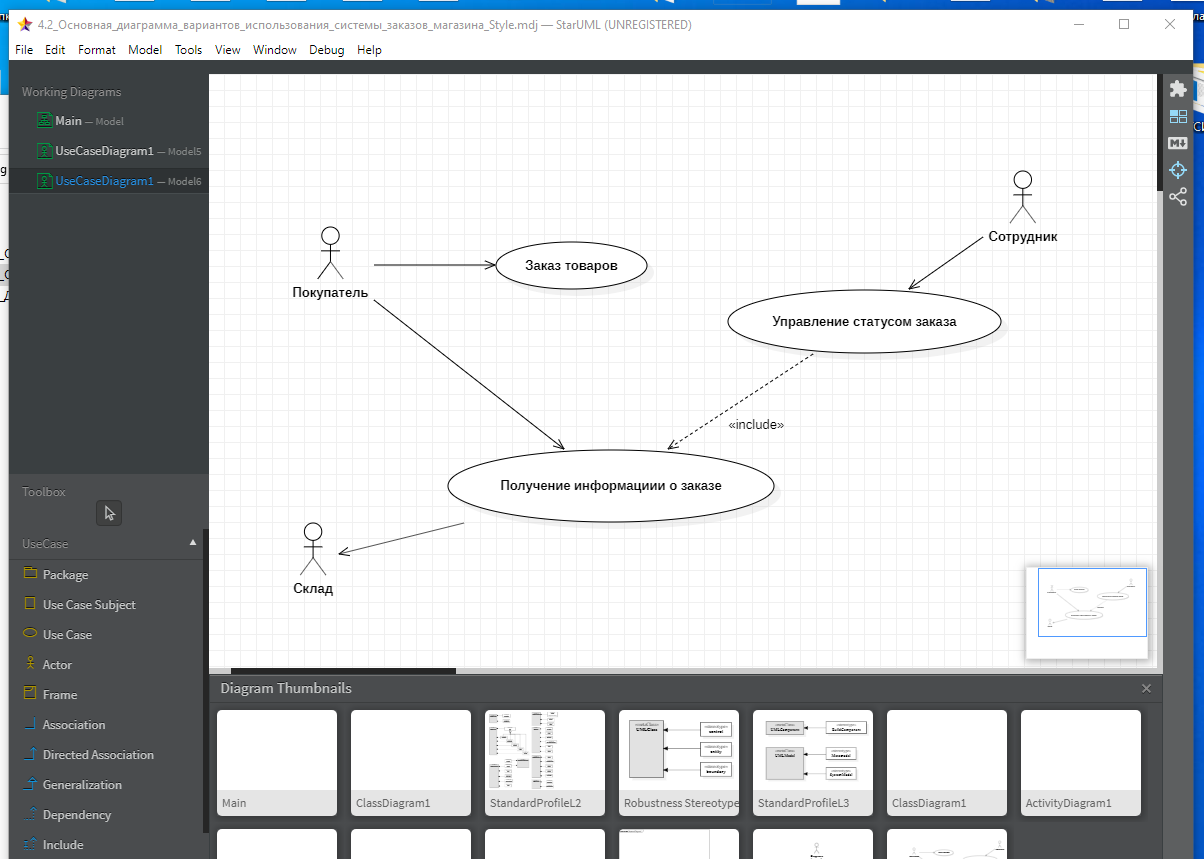 4.2_Основная_диаграмма_вариантов_использования_системы_заказов_магазина_Style.mdj — StarUML (UNREGISTERED)
File Edit Format Model Tools View Window Debug Help
Working Diagrams
Main — Model
UseCaseDiagram1 — Model5
UseCaseDiagram1 — Model6
Сотрудник
Заказ товаров
Покупатель
Управление статусом заказа
«include»
Получение информациии о заказе
Склад
Toolbox
UseCase
Package
Use Case Subject
Use Case
Actor
Frame
Association
Directed Association
Generalization
Dependency
Include
Diagram Thumbnails
Main
ClassDiagram1
StandardProfileL2
Robustness Stereotype
StandardProfileL3
ClassDiagram1
ActivityDiagram1